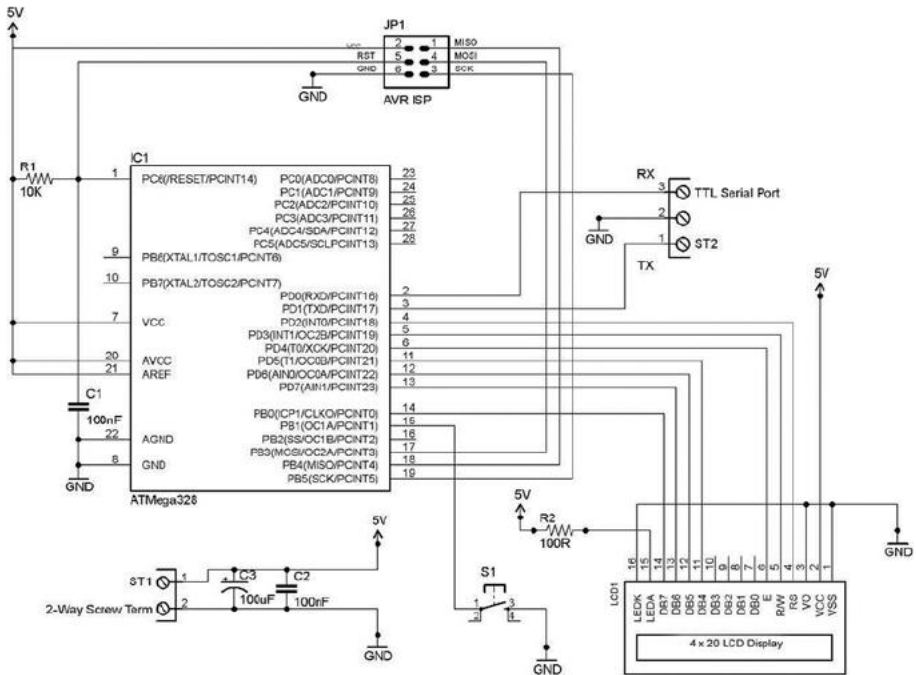 5V
JP1
2 1 MISO
RST 5 4 MOSI
GND 6 3 SCK
GND
AVR ISP
R1
10K
IC1
1 PC6(/RESET/PCINT14)
PC0(ADC0/PCINT8) 23
PC1(ADC1/PCINT9) 24
PC2(ADC2/PCINT10) 25
PC3(ADC3/PCINT11) 26
PC4(ADC4/SDA/PCINT12) 27
PC5(ADC5/SCLPCINT13) 28
9 PB6(XTAL1/TOSC1/PCINT6)
10 PB7(XTAL2/TOSC2/PCINT7)
PD0(RXD/PCINT16) 2
PD1(TXD/PCINT17) 3
7 VCC
PD2(INT0/PCINT18) 4
PD3(INT1/OC2B/PCINT19) 5
PD4(T0/XCK/PCINT20) 6
20 AVCC
PD5(T1/OC0B/PCINT21) 11
21 AREF
PD6(AIN0/OC0A/PCINT22) 12
PD7(AIN1/PCINT23) 13
C1
100nF
PB0(ICP1/CLKO/PCINT0) 14
PB1(OC1A/PCINT1) 15
22 AGND
PB2(SS/OC1B/PCINT2) 16
PB3(MOSI/OC2A/PCINT3) 17
8 GND
PB4(MISO/PCINT4) 18
PB5(SCK/PCINT5) 19
GND
ATMega328
RX
3 TTL Serial Port
2
GND
1 ST2
TX
5V
5V
ST1 1
C3
100uF
C2
100nF
2-Way Screw Term 2
GND
S1
1 3
2 4
GND
5V
R2
100R
GND
16 15 14 13 12 11 10 9 8 7 6 5 4 3 2 1
LCD1
LEDK LEDA DB7 DB6 DB5 DB4 DB3 DB2 DB1 DB0 E R/W RS VO VCC VSS
4 x 20 LCD Display